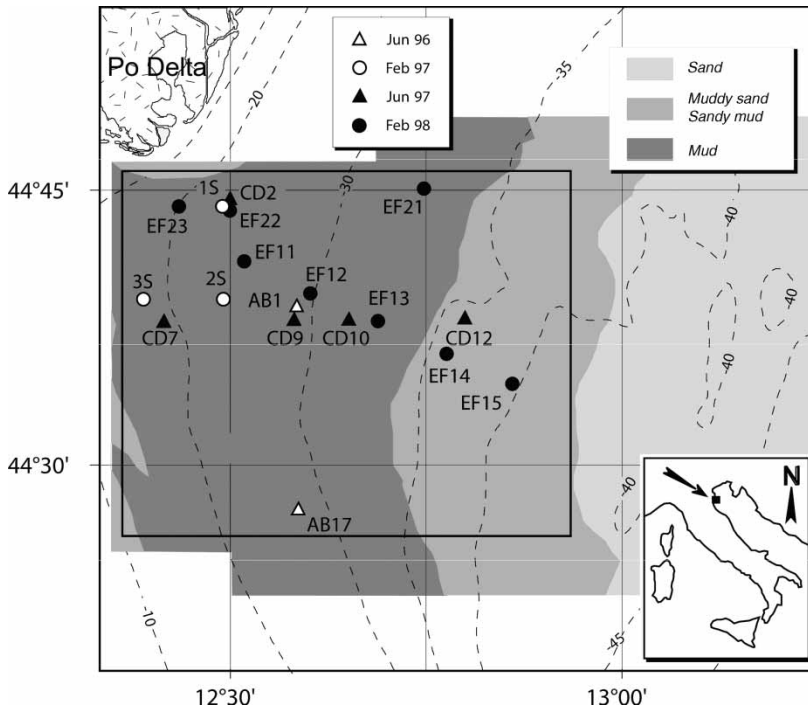 Po Delta
Jun 96
Feb 97
Jun 97
Feb 98
Sand
Muddy sand
Sandy mud
Mud
-20
-35
44°45'
1S
CD2
-30
EF21
EF23
EF22
-40
EF11
3S
2S
EF12
AB1
EF13
-40
CD7
CD9
CD10
CD12
EF14
-40
EF15
44°30'
-40
N
AB17
-10
-45
12°30'
13°00'